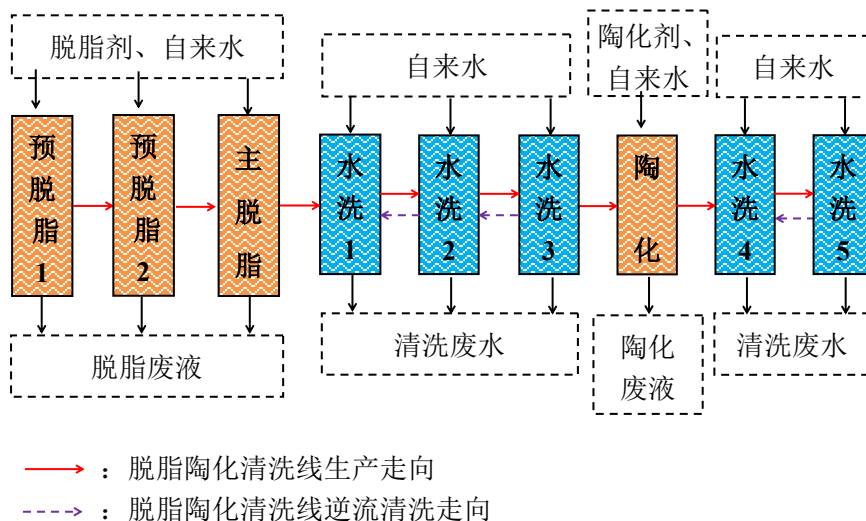 脱脂剂、自来水
自来水
陶化剂、
自来水
自来水
预脱脂1
预脱脂2
主脱脂
水洗1
水洗2
水洗3
陶化
水洗4
水洗5
脱脂废液
清洗废水
陶化
废液
清洗废水
：脱脂陶化清洗线生产走向
：脱脂陶化清洗线逆流清洗走向